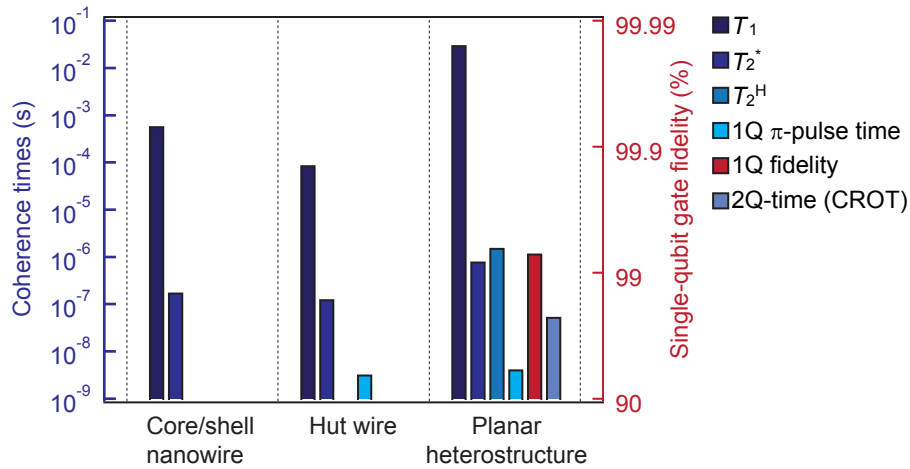 Coherence times (s)
10⁻¹
10⁻²
10⁻³
10⁻⁴
10⁻⁵
10⁻⁶
10⁻⁷
10⁻⁸
10⁻⁹
Core/shell
nanowire
Hut wire
Planar
heterostructure
99.99
99.9
99
90
Single-qubit gate fidelity (%)
T₁
T₂*
T₂ᴴ
1Q π-pulse time
1Q fidelity
2Q-time (CROT)